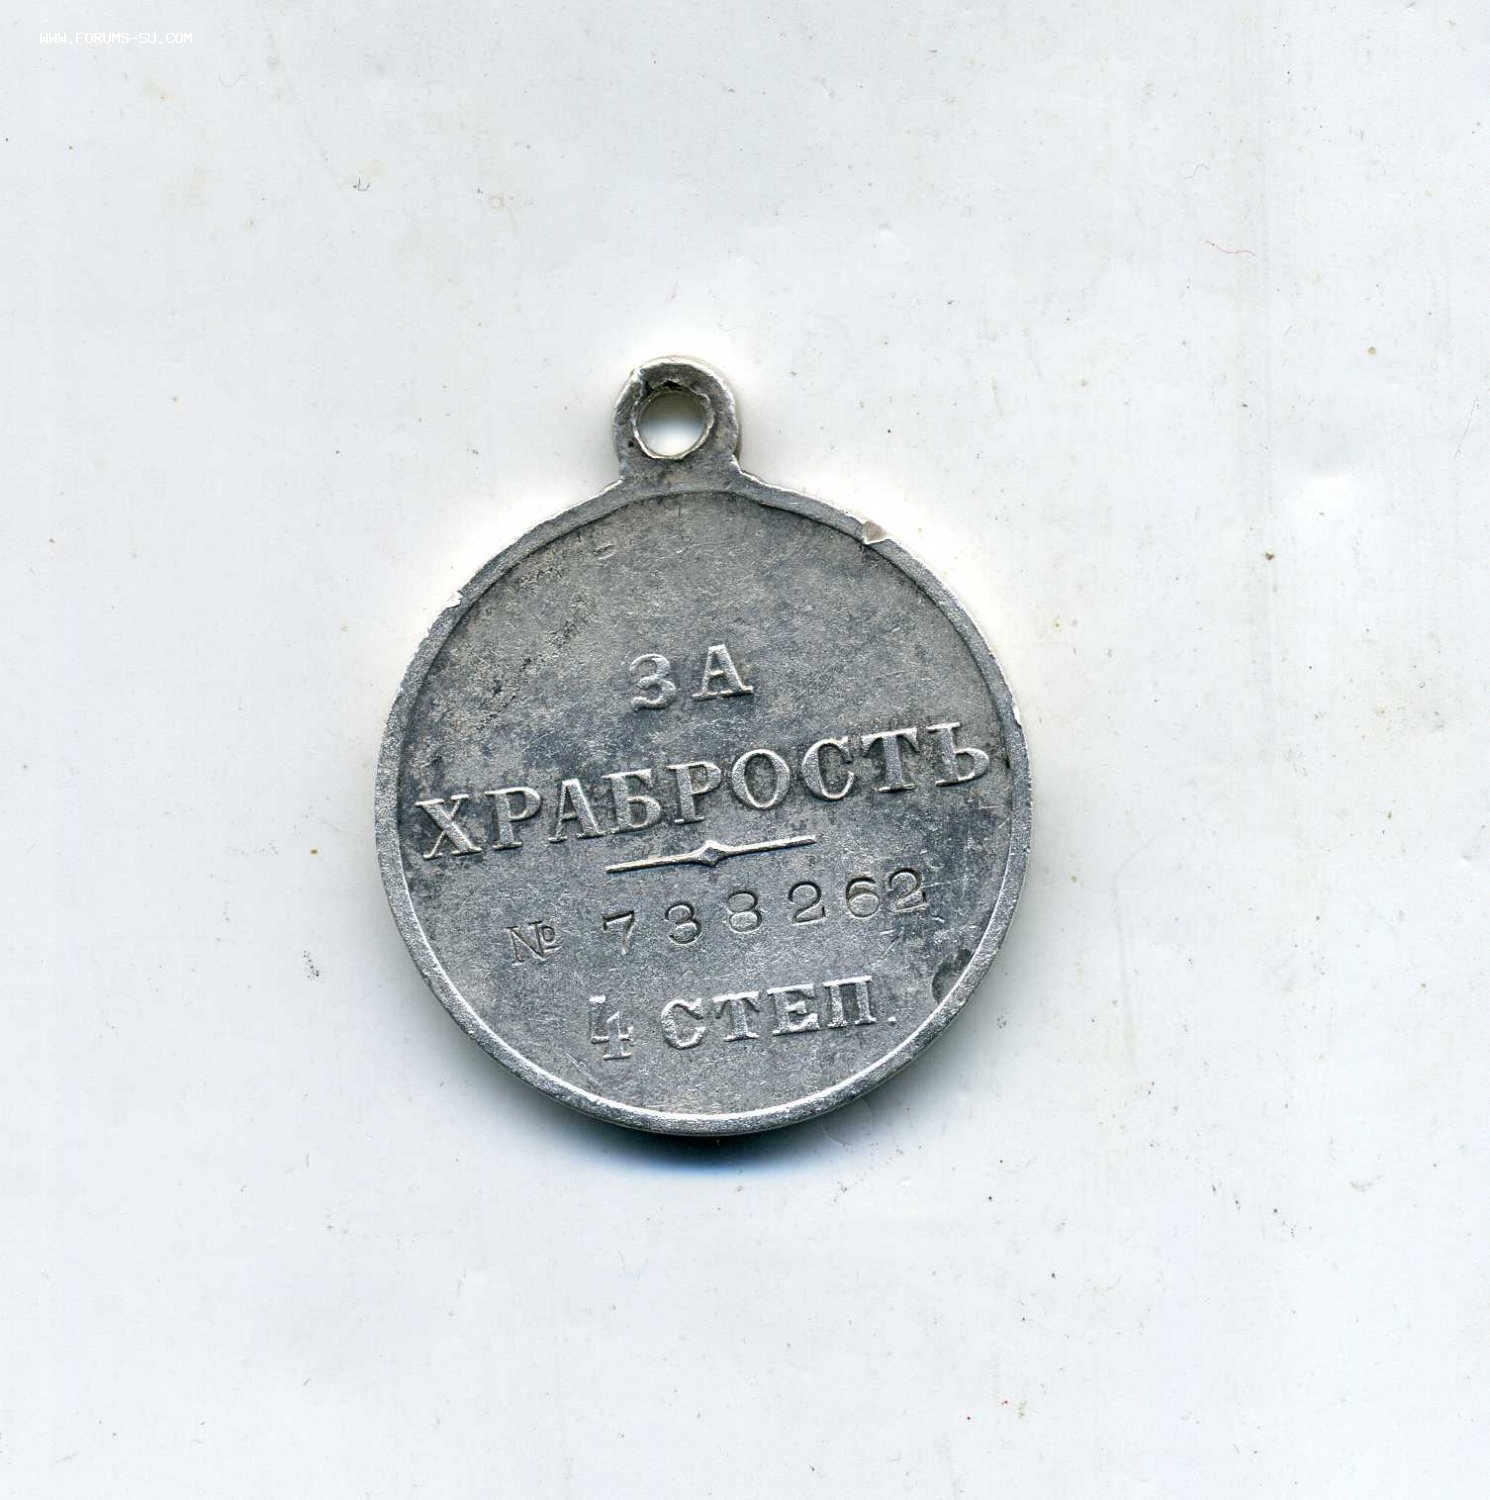 WWW.FORUMS-SU.COM
ЗА
ХРАБРОСТЬ
№ 738262
4 СТЕП.